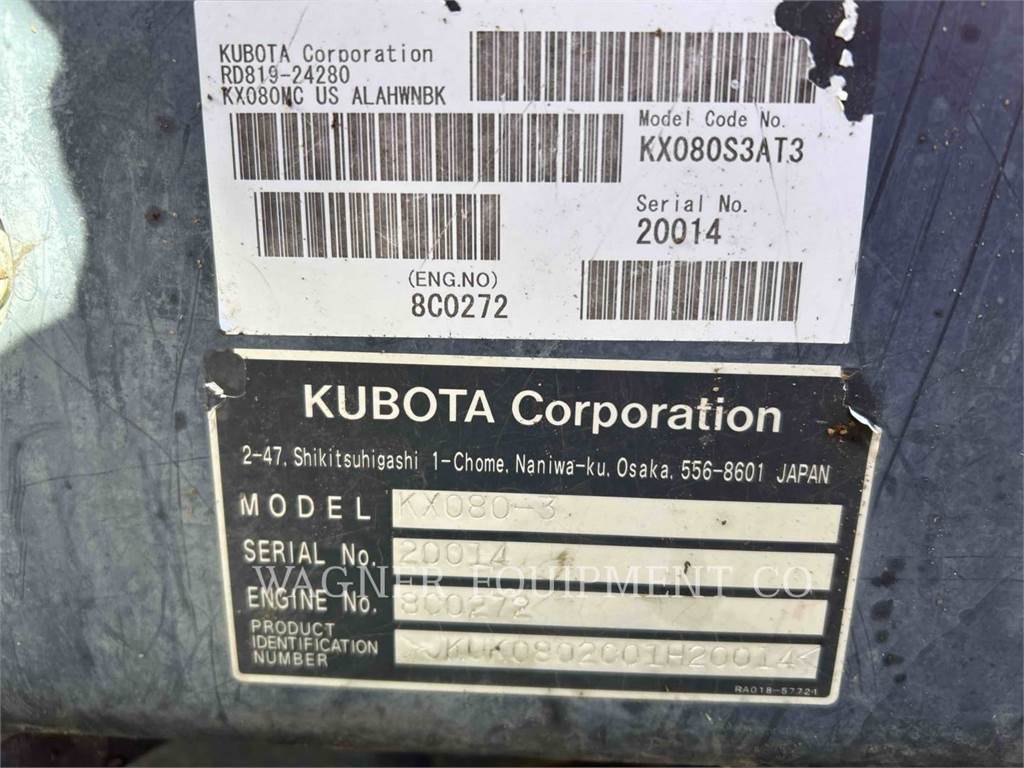 KUBOTA Corporation
RD819-24280
KX080MC US ALAHWNBK
Model Code No.
KX080S3AT3
Serial No.
20014
(ENG.NO)
8C0272
KUBOTA Corporation
2-47, Shikitsuhigashi 1-Chome, Naniwa-ku, Osaka, 556-8601 JAPAN
MODEL KX080-3
SERIAL No. 20014
WAGNER EQUIPMENT CO
ENGINE No. 8C0272
PRODUCT
IDENTIFICATION
NUMBER >JKUK0802C01H20014<
RA018-57721